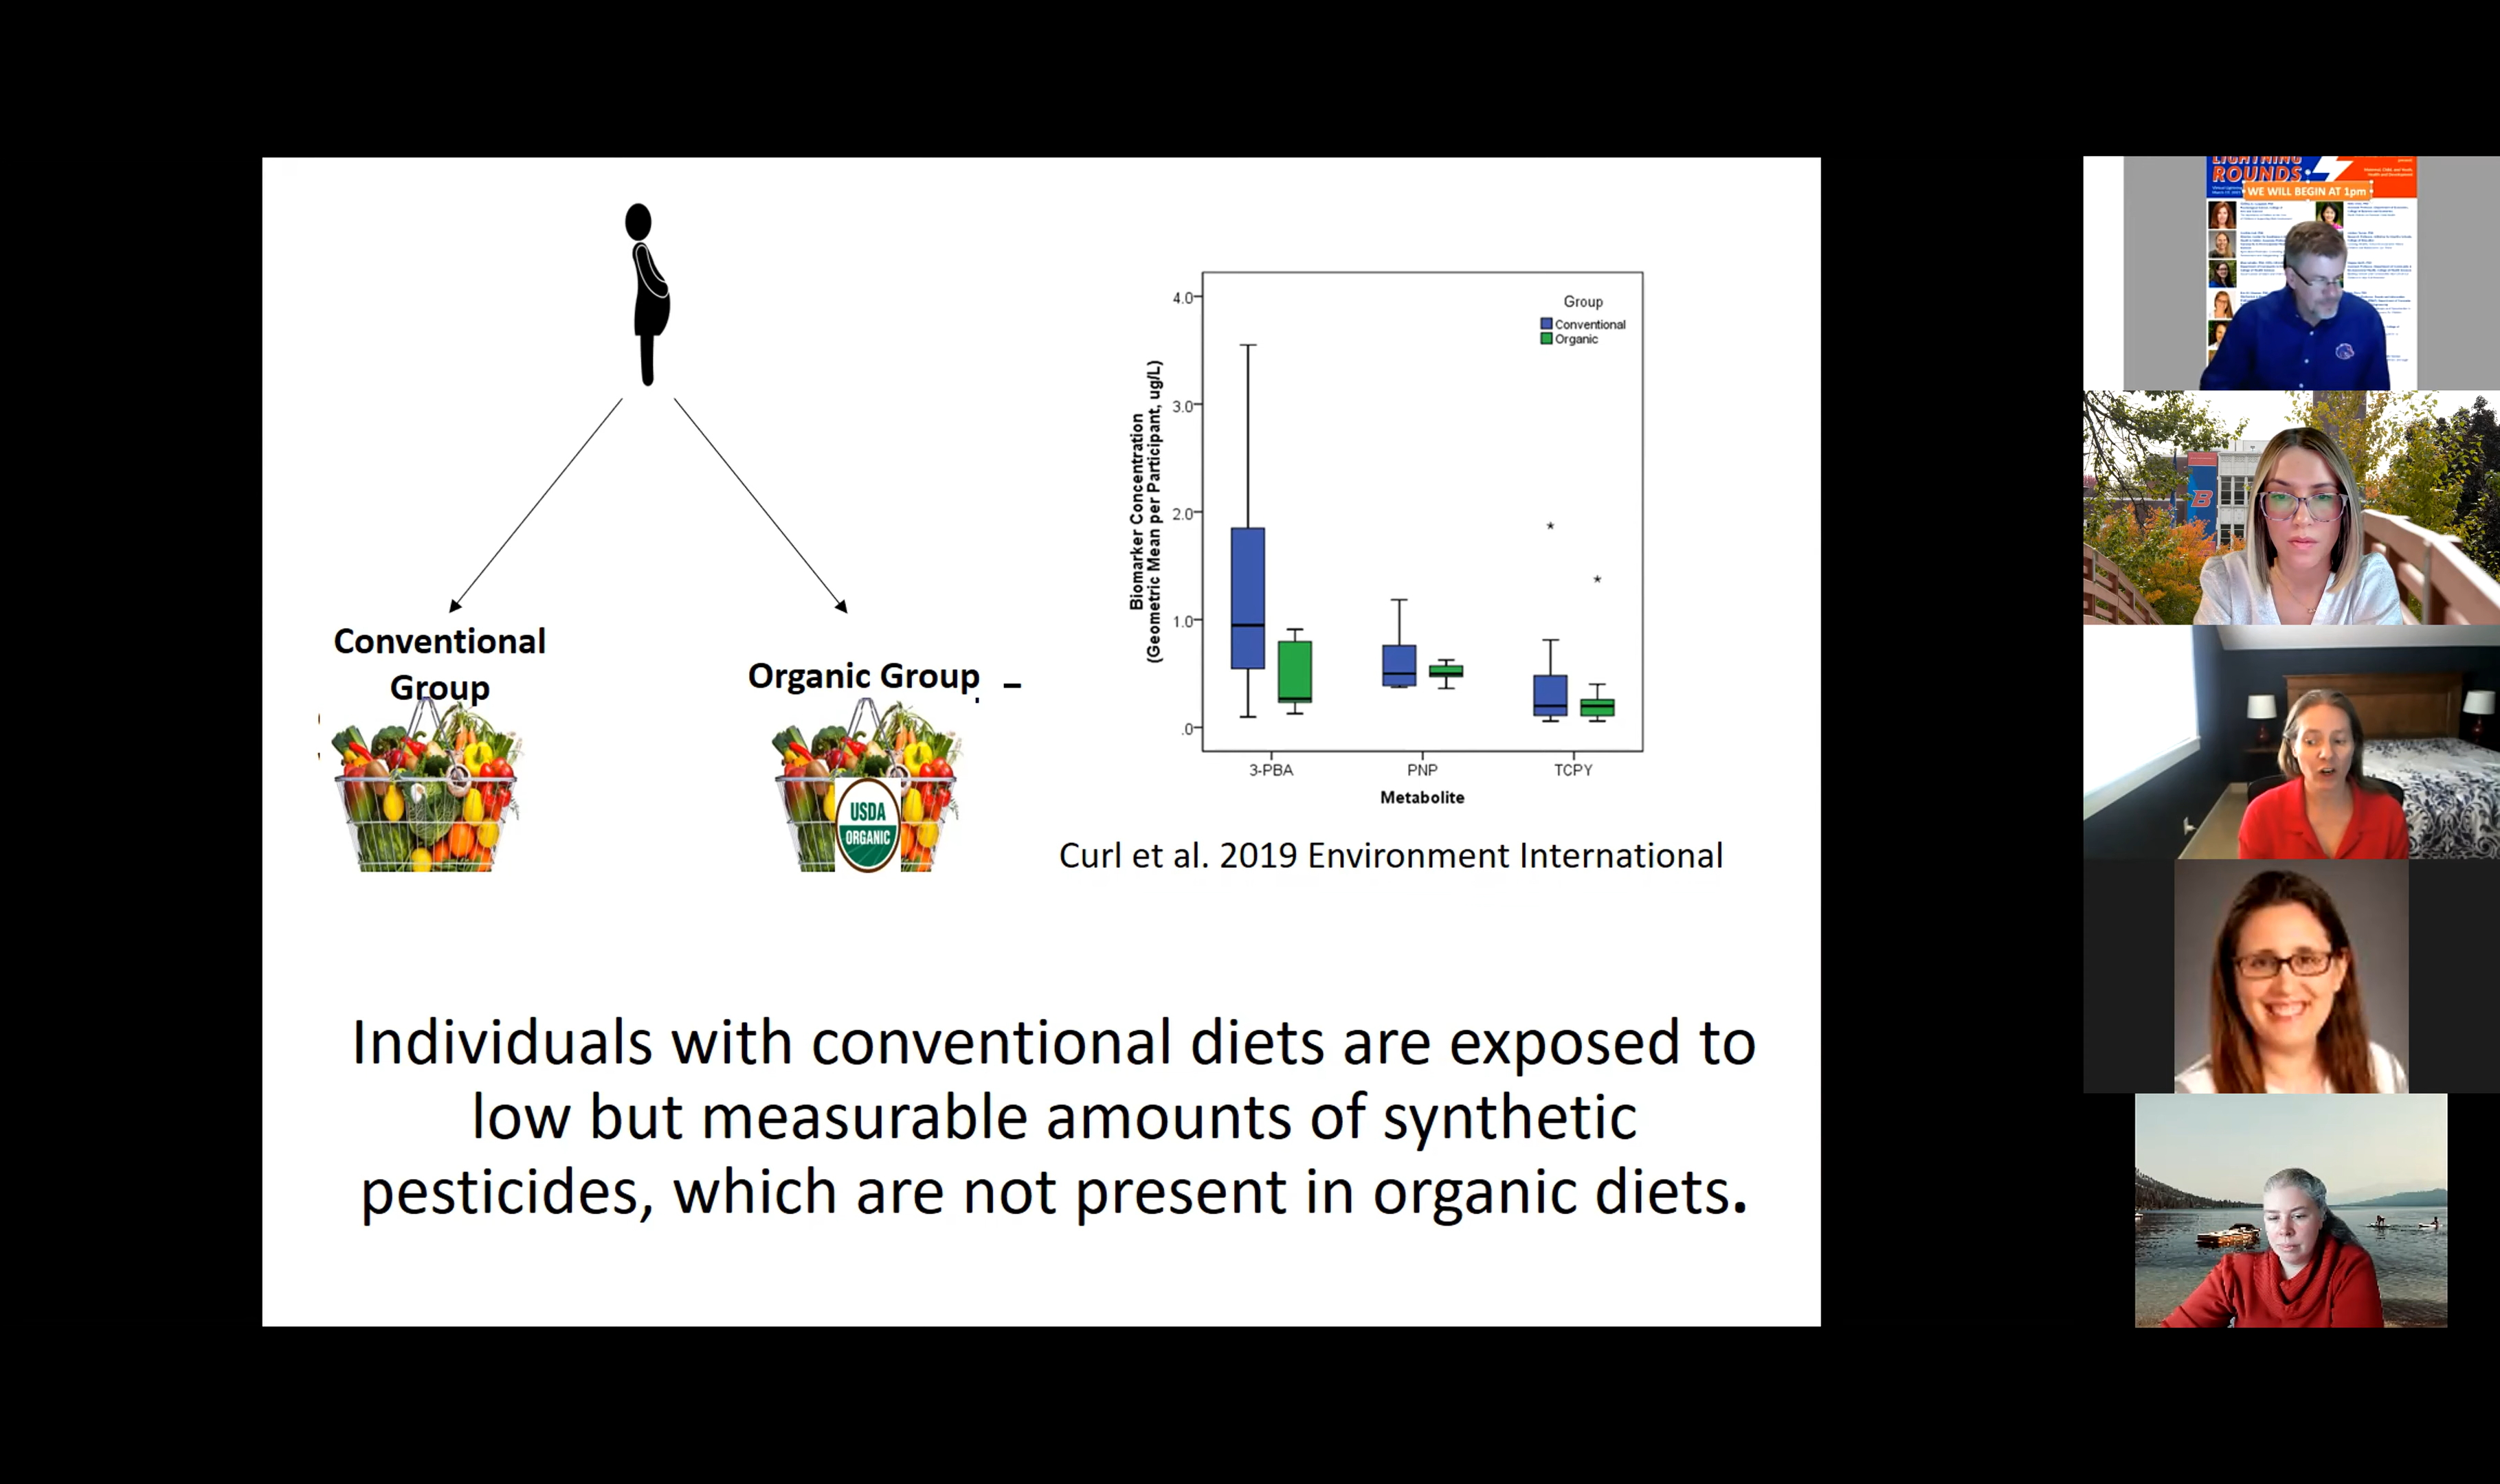 Conventional
Group
Organic Group
USDA
ORGANIC
4.0
3.0
2.0
1.0
.0
Biomarker Concentration
(Geometric Mean per Participant, ug/L)
Group
Conventional
Organic
3-PBA
PNP
TCPY
Metabolite
Curl et al. 2019 Environment International
Individuals with conventional diets are exposed to
low but measurable amounts of synthetic
pesticides, which are not present in organic diets.
LIGHTNING
ROUNDS:
WE WILL BEGIN AT 1pm
B